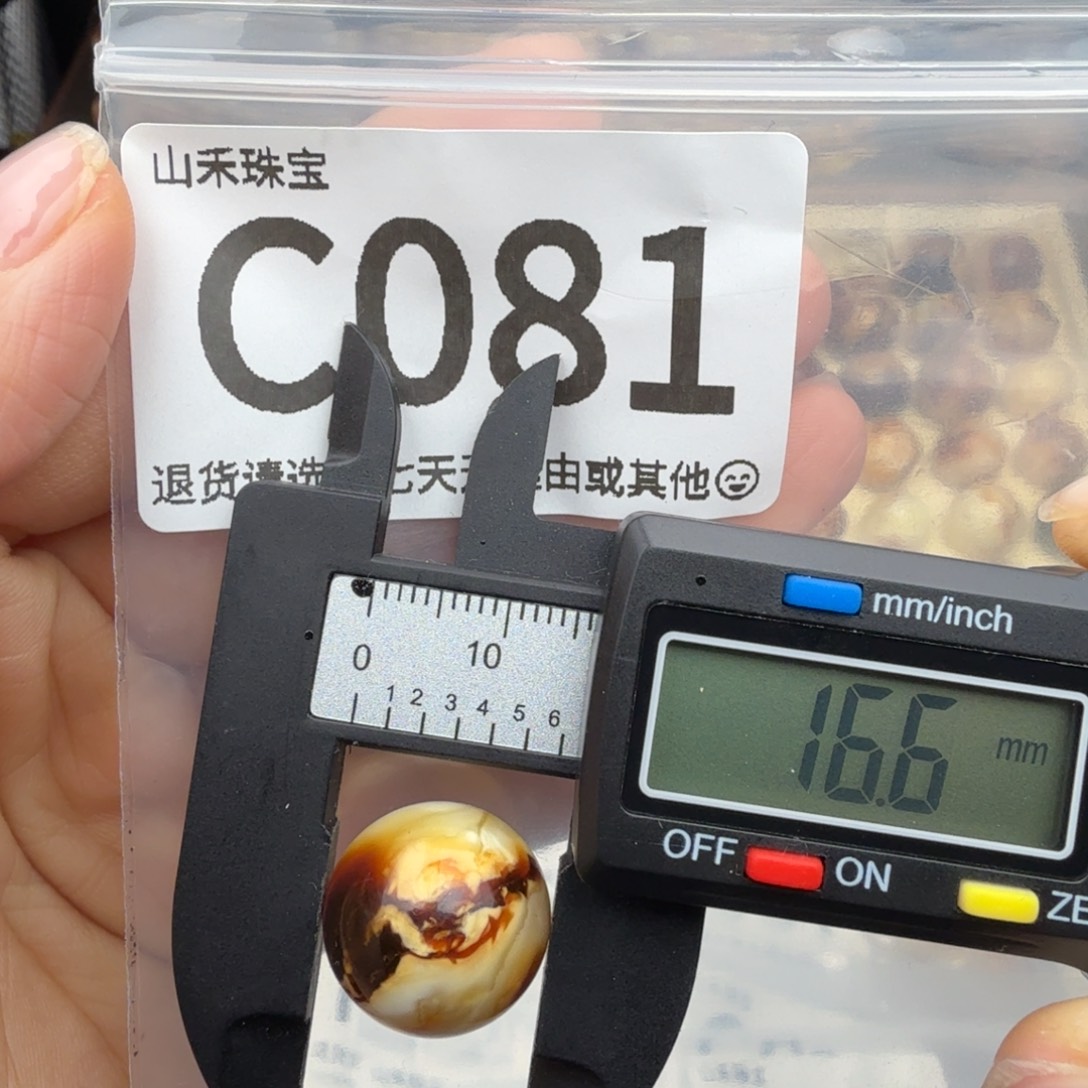 山禾珠宝
C081
退货请选 七天 由或其他
mm/inch
0 10
1 2 3 4 5 6
16.6 mm
OFF ON
ZE